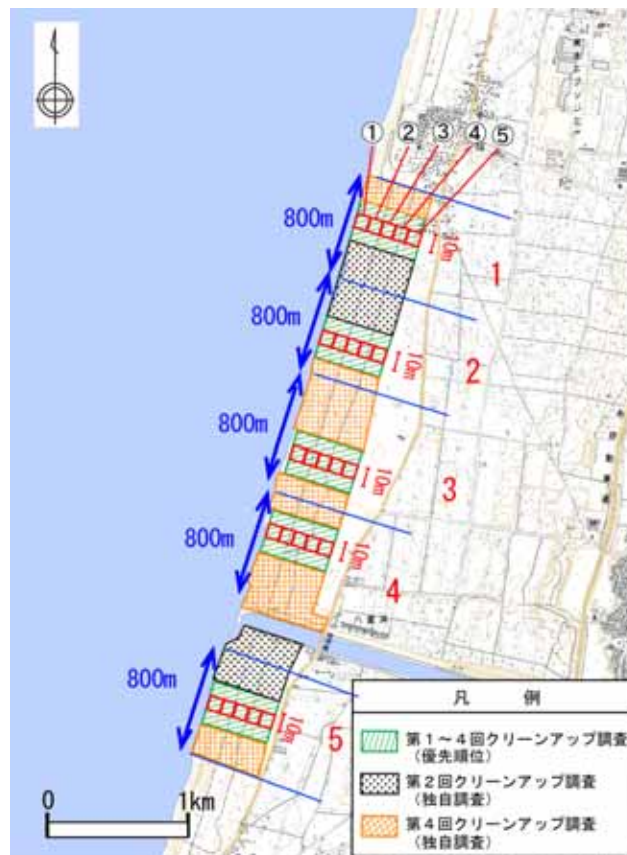 ① ② ③ ④ ⑤
800m
10m
1
800m
10m
2
800m
10m
3
800m
10m
4
800m
10m
5
0 1km
凡 例
第1~4回クリーンアップ調査
(優先順位)
第2回クリーンアップ調査
(独自調査)
第4回クリーンアップ調査
(独自調査)